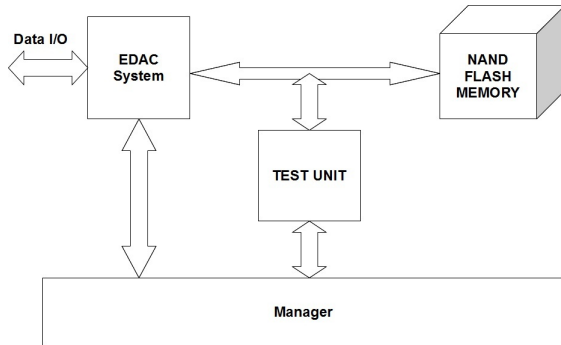 Data I/O
EDAC
System
NAND
FLASH
MEMORY
TEST UNIT
Manager